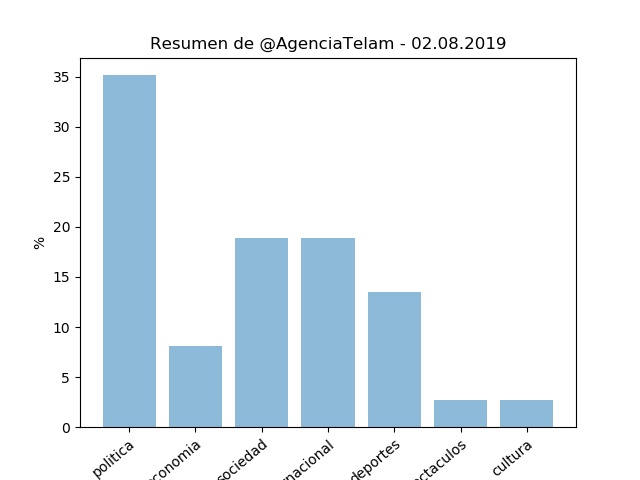 Resumen de @AgenciaTelam - 02.08.2019
%
35
30
25
20
15
10
5
0
politica
conomia
sociedad
nacional
deportes
ctaculos
cultura